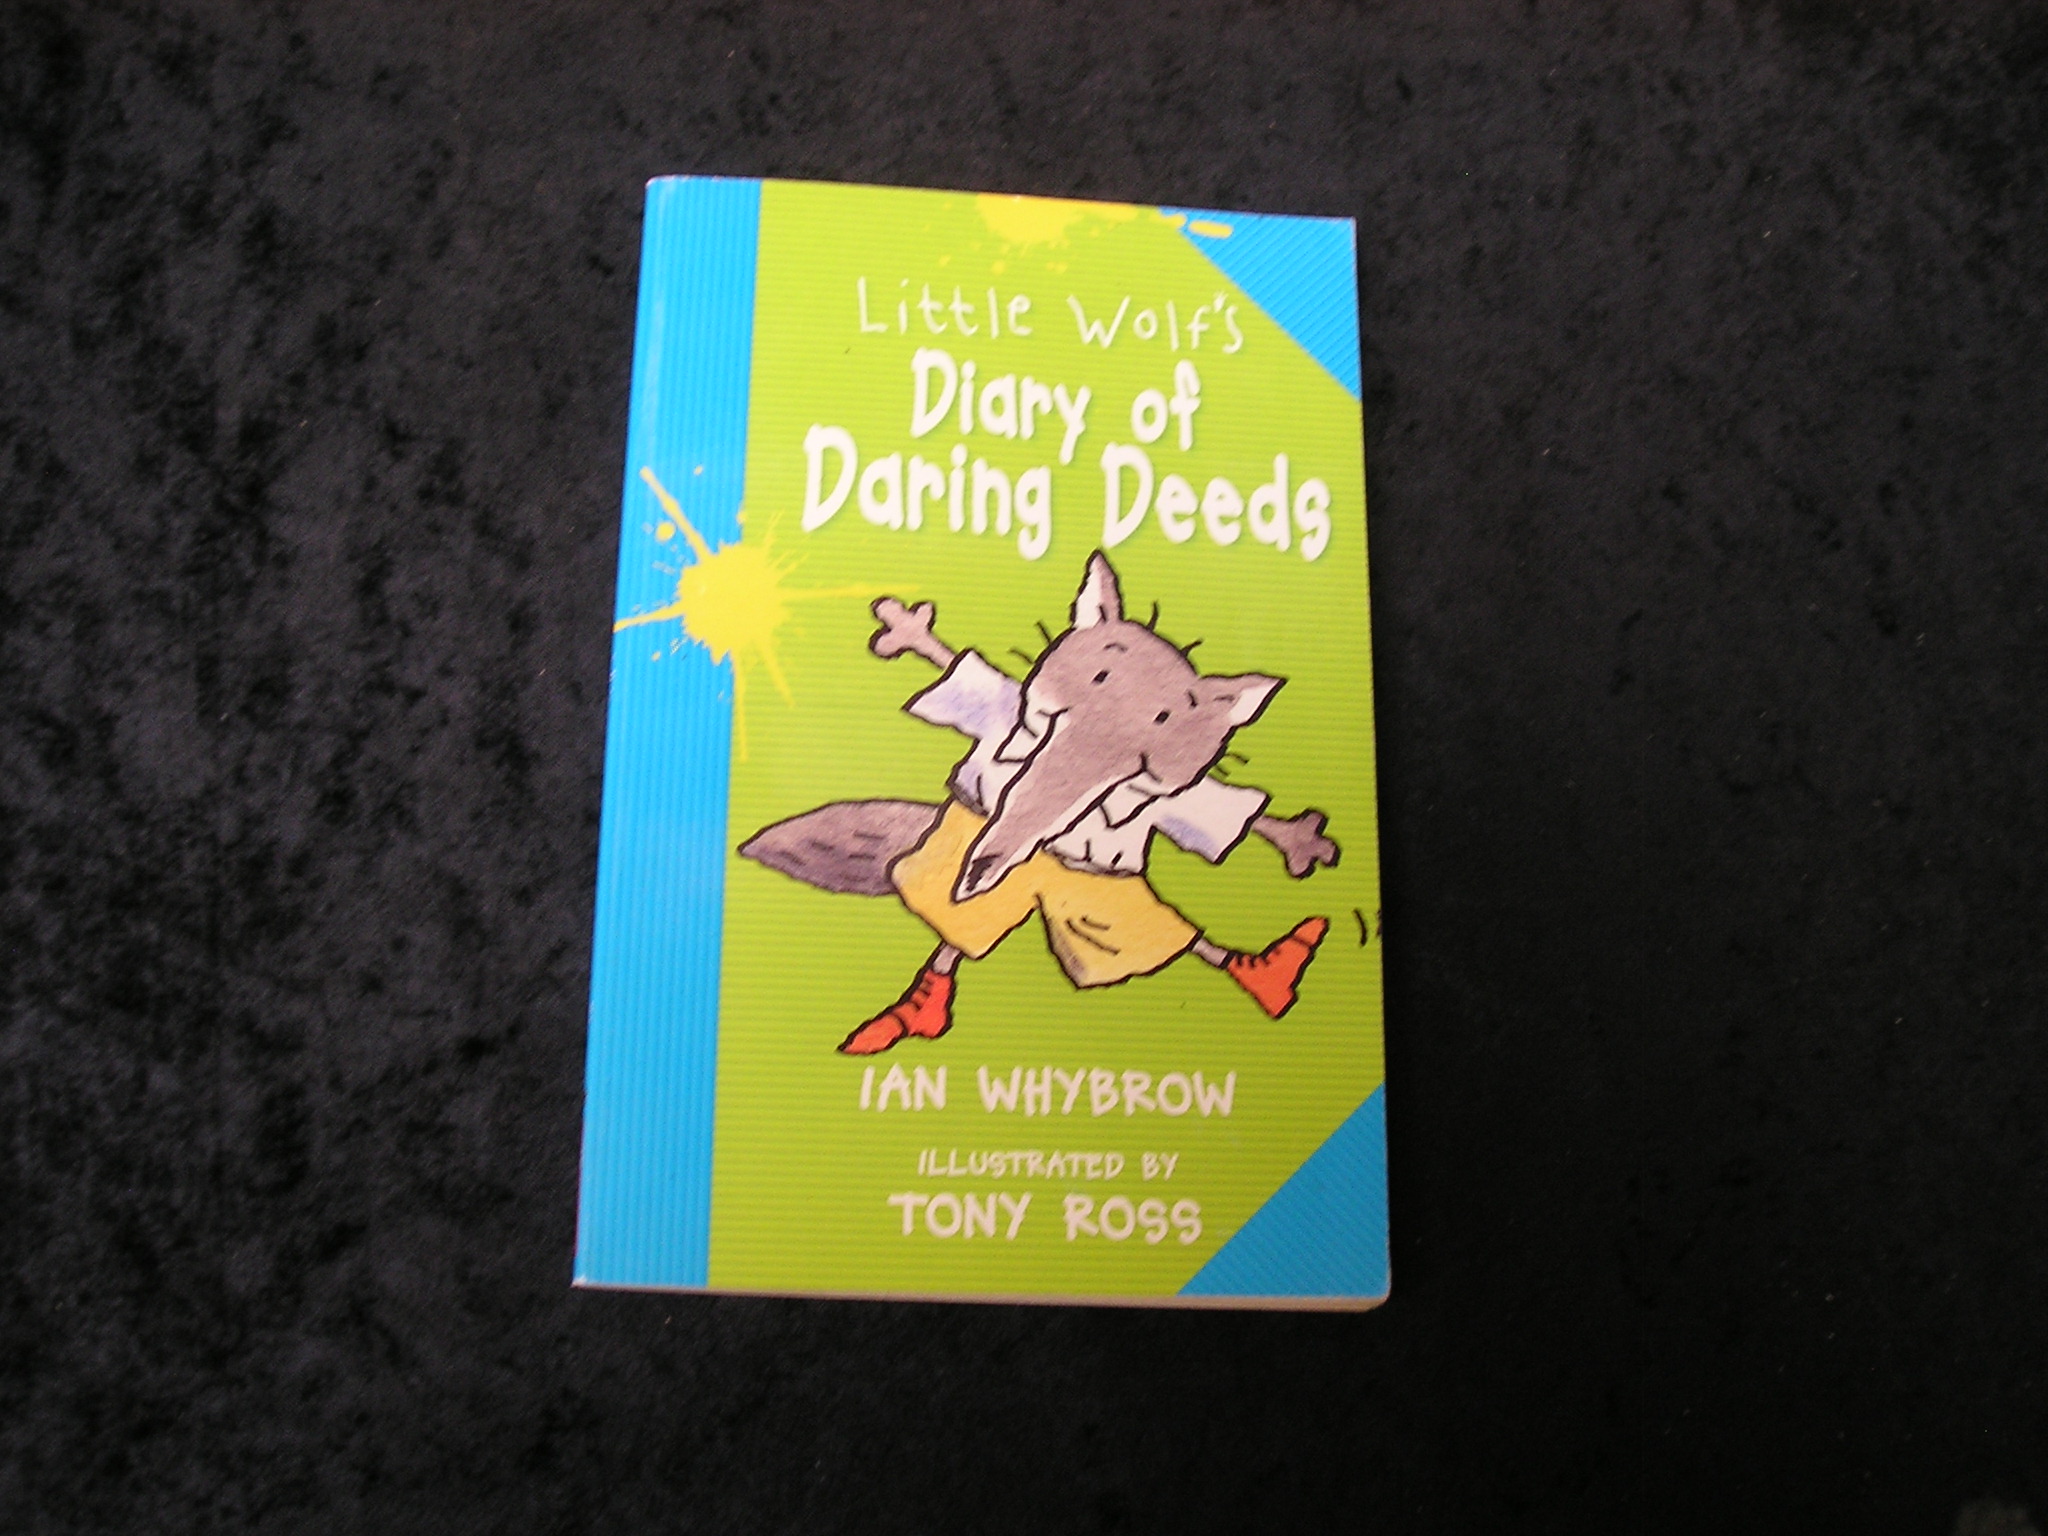 Little Wolf's
Diary of
Daring Deeds
IAN WHYBROW
ILLUSTRATED BY
TONY ROSS